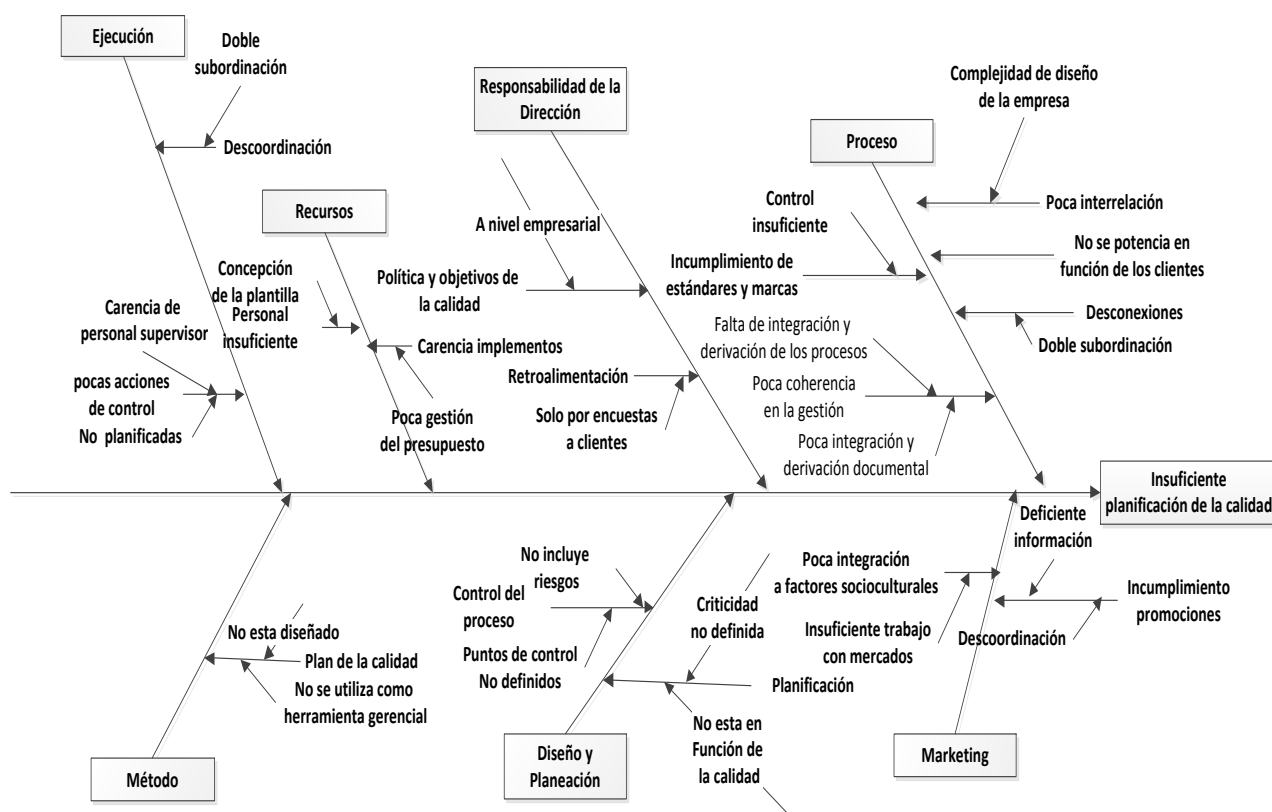 Ejecución
Doble
subordinación
Descoordinación
Recursos
Concepción
de la plantilla
Personal
insuficiente
Carencia de
personal supervisor
pocas acciones
de control
No planificadas
Carencia implementos
Poca gestión
del presupuesto
Responsabilidad de la
Dirección
A nivel empresarial
Política y objetivos de
la calidad
Retroalimentación
Solo por encuestas
a clientes
Proceso
Complejidad de diseño
de la empresa
Poca interrelación
Control
insuficiente
Incumplimiento de
estándares y marcas
No se potencia en
función de los clientes
Desconexiones
Doble subordinación
Falta de integración y
derivación de los procesos
Poca coherencia
en la gestión
Poca integración y
derivación documental
Insuficiente
planificación de la calidad
No esta diseñado
Plan de la calidad
No se utiliza como
herramienta gerencial
Método
No incluye
riesgos
Control del
proceso
Puntos de control
No definidos
Criticidad
no definida
Planificación
No esta en
Función de
la calidad
Diseño y
Planeación
Poca integración
a factores socioculturales
Insuficiente trabajo
con mercados
Deficiente
información
Incumplimiento
promociones
Descoordinación
Marketing